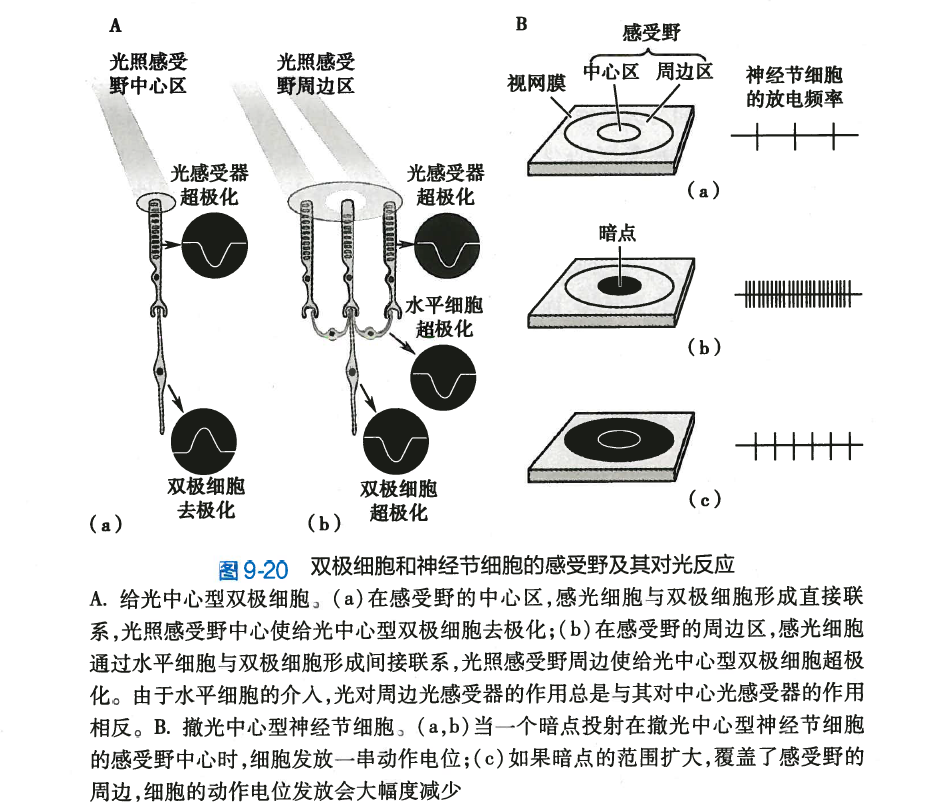 A
光照感受
野中心区
光照感受
野周边区
光感受器
超极化
光感受器
超极化
水平细胞
超极化
双极细胞
去极化
双极细胞
超极化
(a)
(b)
B
感受野
中心区 周边区
视网膜
神经节细胞
的放电频率
(a)
暗点
(b)
(c)
图 9-20 双极细胞和神经节细胞的感受野及其对光反应
A. 给光中心型双极细胞。(a)在感受野的中心区,感光细胞与双极细胞形成直接联
系,光照感受野中心使给光中心型双极细胞去极化;(b)在感受野的周边区,感光细胞
通过水平细胞与双极细胞形成间接联系,光照感受野周边使给光中心型双极细胞超极
化。由于水平细胞的介入,光对周边光感受器的作用总是与其对中心光感受器的作用
相反。B. 撤光中心型神经节细胞。(a,b)当一个暗点投射在撤光中心型神经节细胞
的感受野中心时,细胞发放一串动作电位;(c)如果暗点的范围扩大,覆盖了感受野的
周边,细胞的动作电位发放会大幅度减少